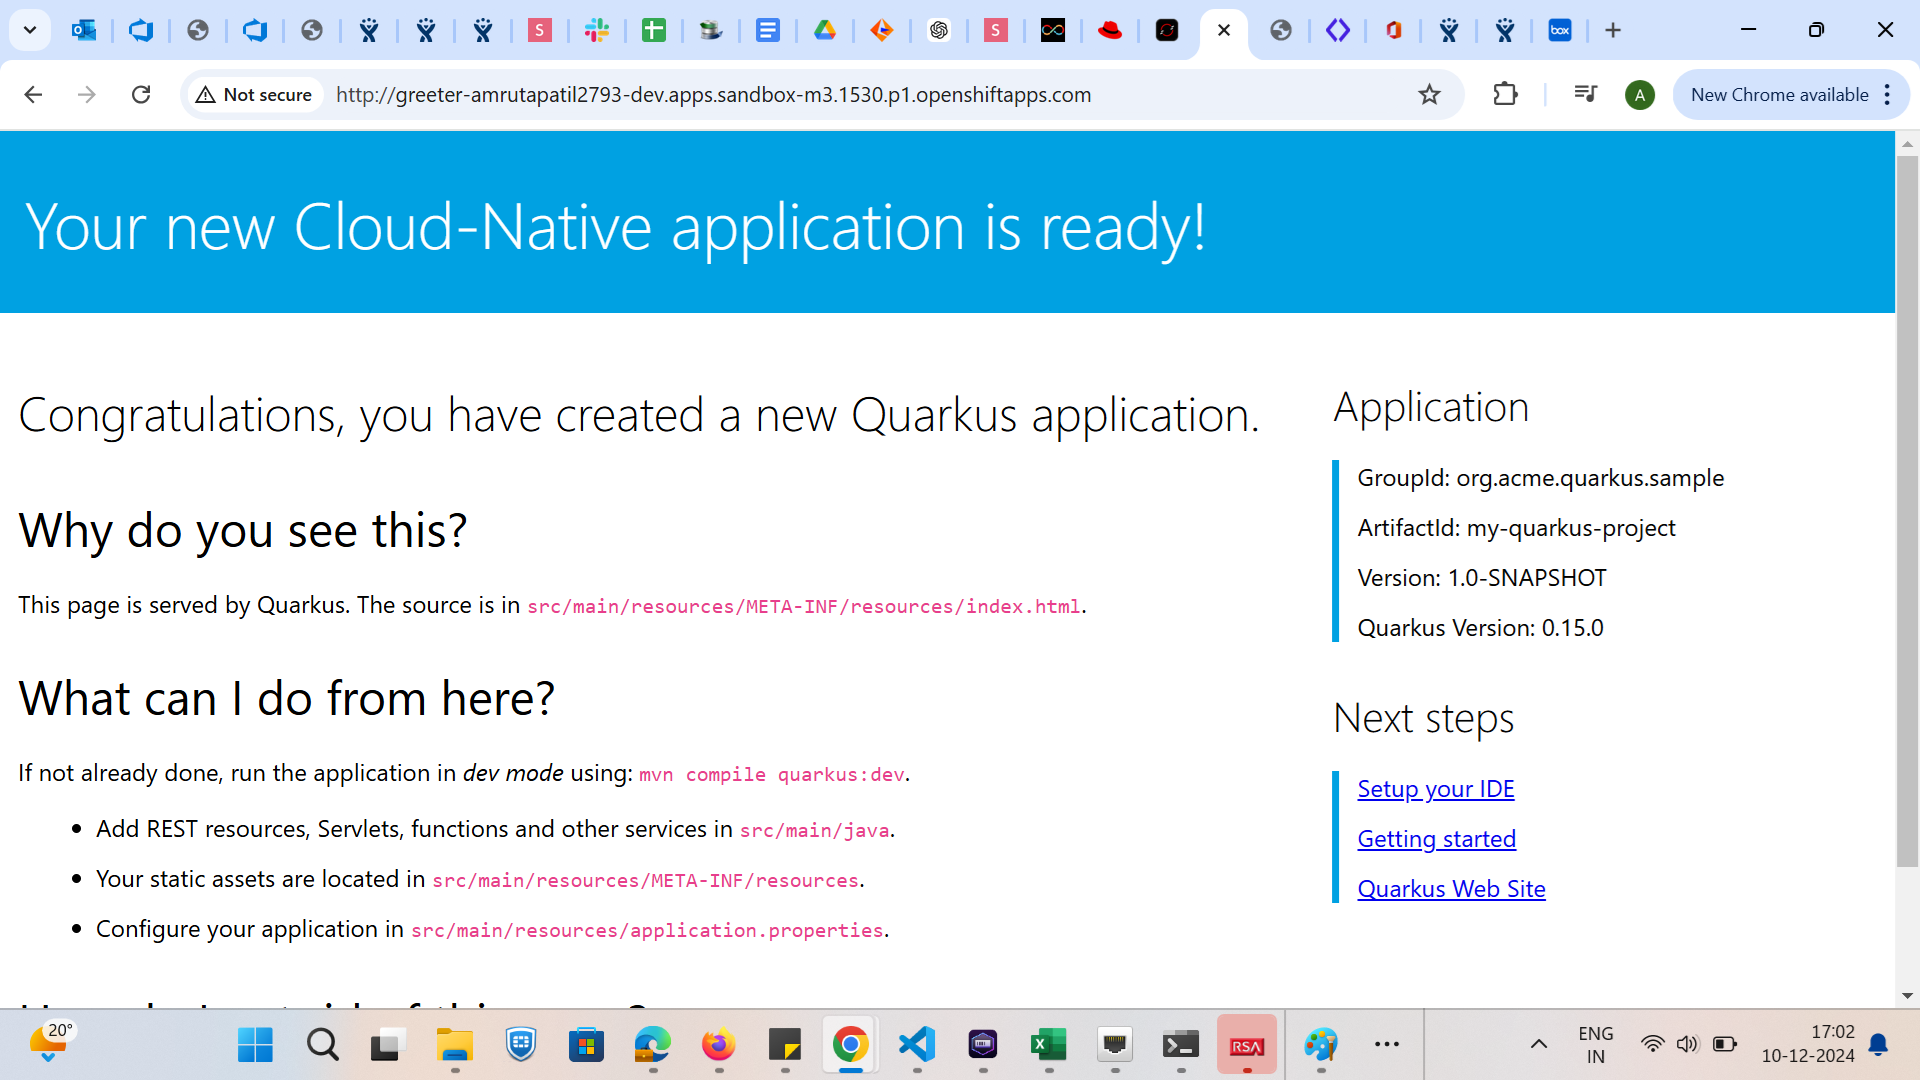 S
S
box
Not secure
http://greeter-amrutapatil2793-dev.apps.sandbox-m3.1530.p1.openshiftapps.com
A
New Chrome available
Your new Cloud-Native application is ready!
Congratulations, you have created a new Quarkus application.
Why do you see this?
This page is served by Quarkus. The source is in src/main/resources/META-INF/resources/index.html.
What can I do from here?
If not already done, run the application in dev mode using: mvn compile quarkus:dev.
Add REST resources, Servlets, functions and other services in src/main/java.
Your static assets are located in src/main/resources/META-INF/resources.
Configure your application in src/main/resources/application.properties.
Application
GroupId: org.acme.quarkus.sample
ArtifactId: my-quarkus-project
Version: 1.0-SNAPSHOT
Quarkus Version: 0.15.0
Next steps
Setup your IDE
Getting started
Quarkus Web Site
20°
RSA
ENG
IN
17:02
10-12-2024